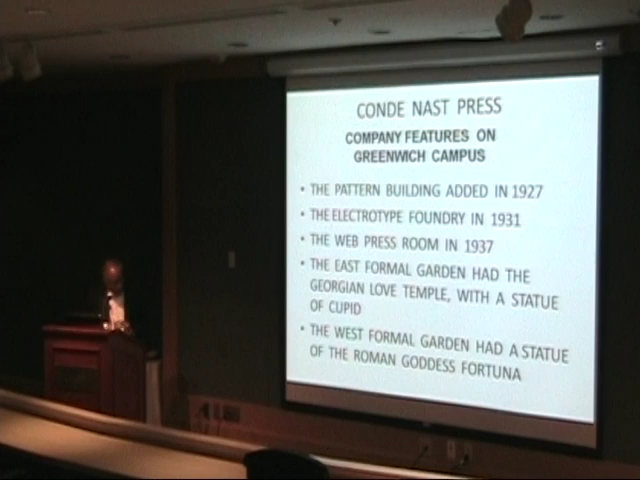 CONDE NAST PRESS
COMPANY FEATURES ON
GREENWICH CAMPUS
• THE PATTERN BUILDING ADDED IN 1927
• THE ELECTROTYPE FOUNDRY IN 1931
• THE WEB PRESS ROOM IN 1937
• THE EAST FORMAL GARDEN HAD THE
GEORGIAN LOVE TEMPLE, WITH A STATUE
OF CUPID
• THE WEST FORMAL GARDEN HAD A STATUE
OF THE ROMAN GODDESS FORTUNA